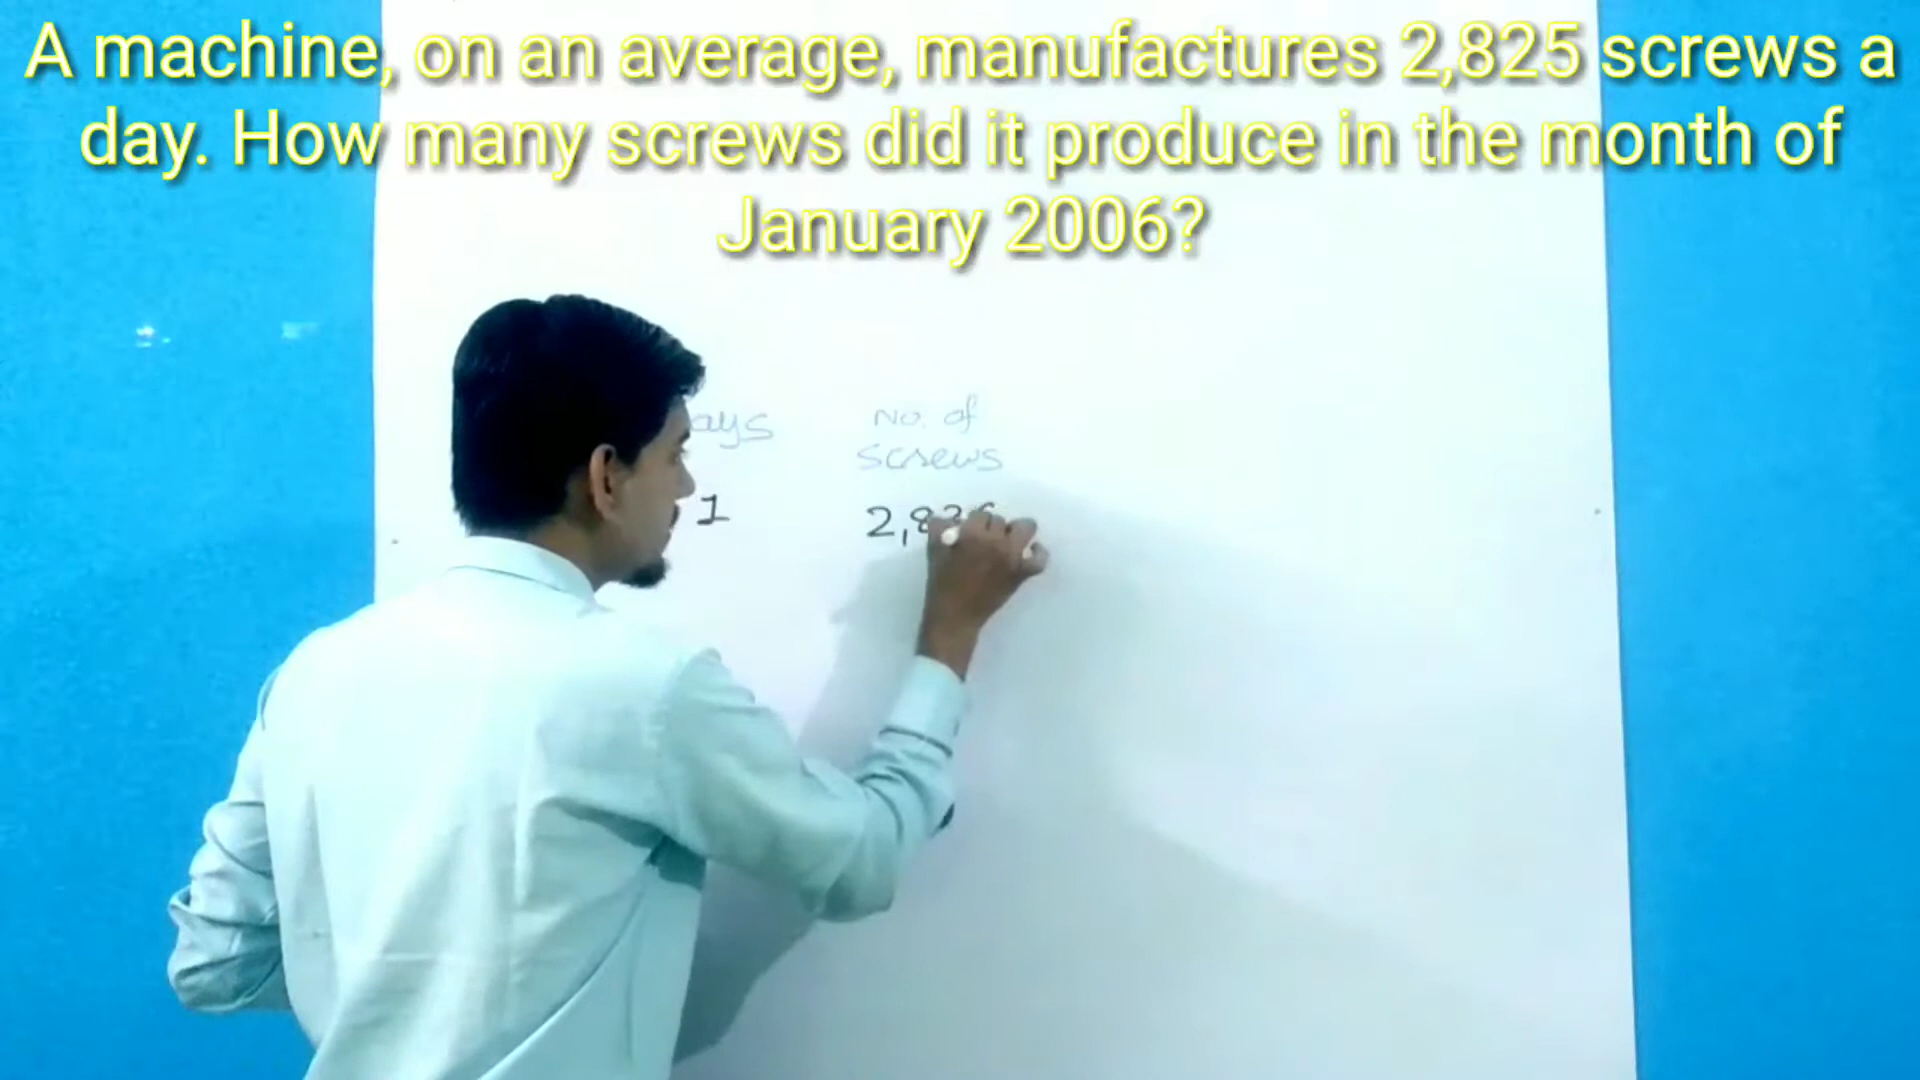 A machine, on an average, manufactures 2,825 screws a
day. How many screws did it produce in the month of
January 2006?
ays No. of
screws
1